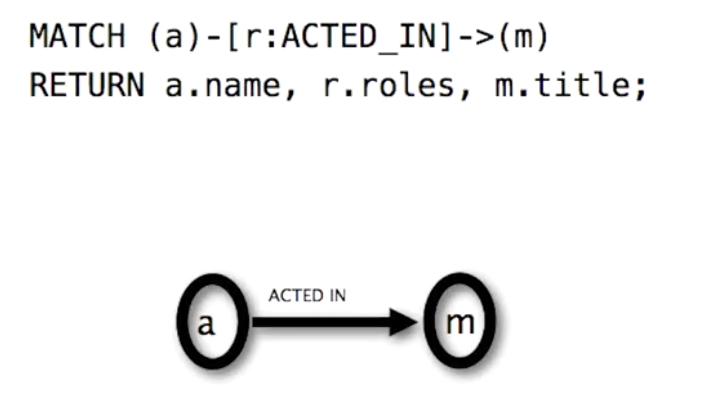 MATCH (a)-[r:ACTED_IN]->(m)
RETURN a.name, r.roles, m.title;
ACTED IN
a
m